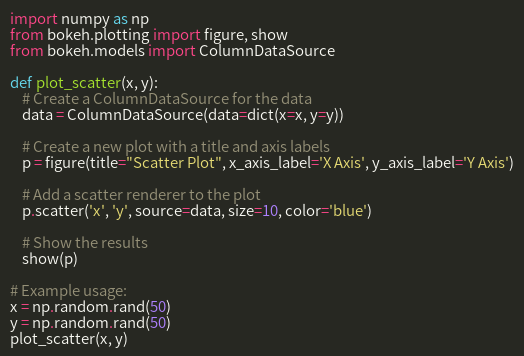 import numpy as np
from bokeh.plotting import figure, show
from bokeh.models import ColumnDataSource

def plot_scatter(x, y):
    # Create a ColumnDataSource for the data
    data = ColumnDataSource(data=dict(x=x, y=y))

    # Create a new plot with a title and axis labels
    p = figure(title="Scatter Plot", x_axis_label='X Axis', y_axis_label='Y Axis')

    # Add a scatter renderer to the plot
    p.scatter('x', 'y', source=data, size=10, color='blue')

    # Show the results
    show(p)

# Example usage:
x = np.random.rand(50)
y = np.random.rand(50)
plot_scatter(x, y)